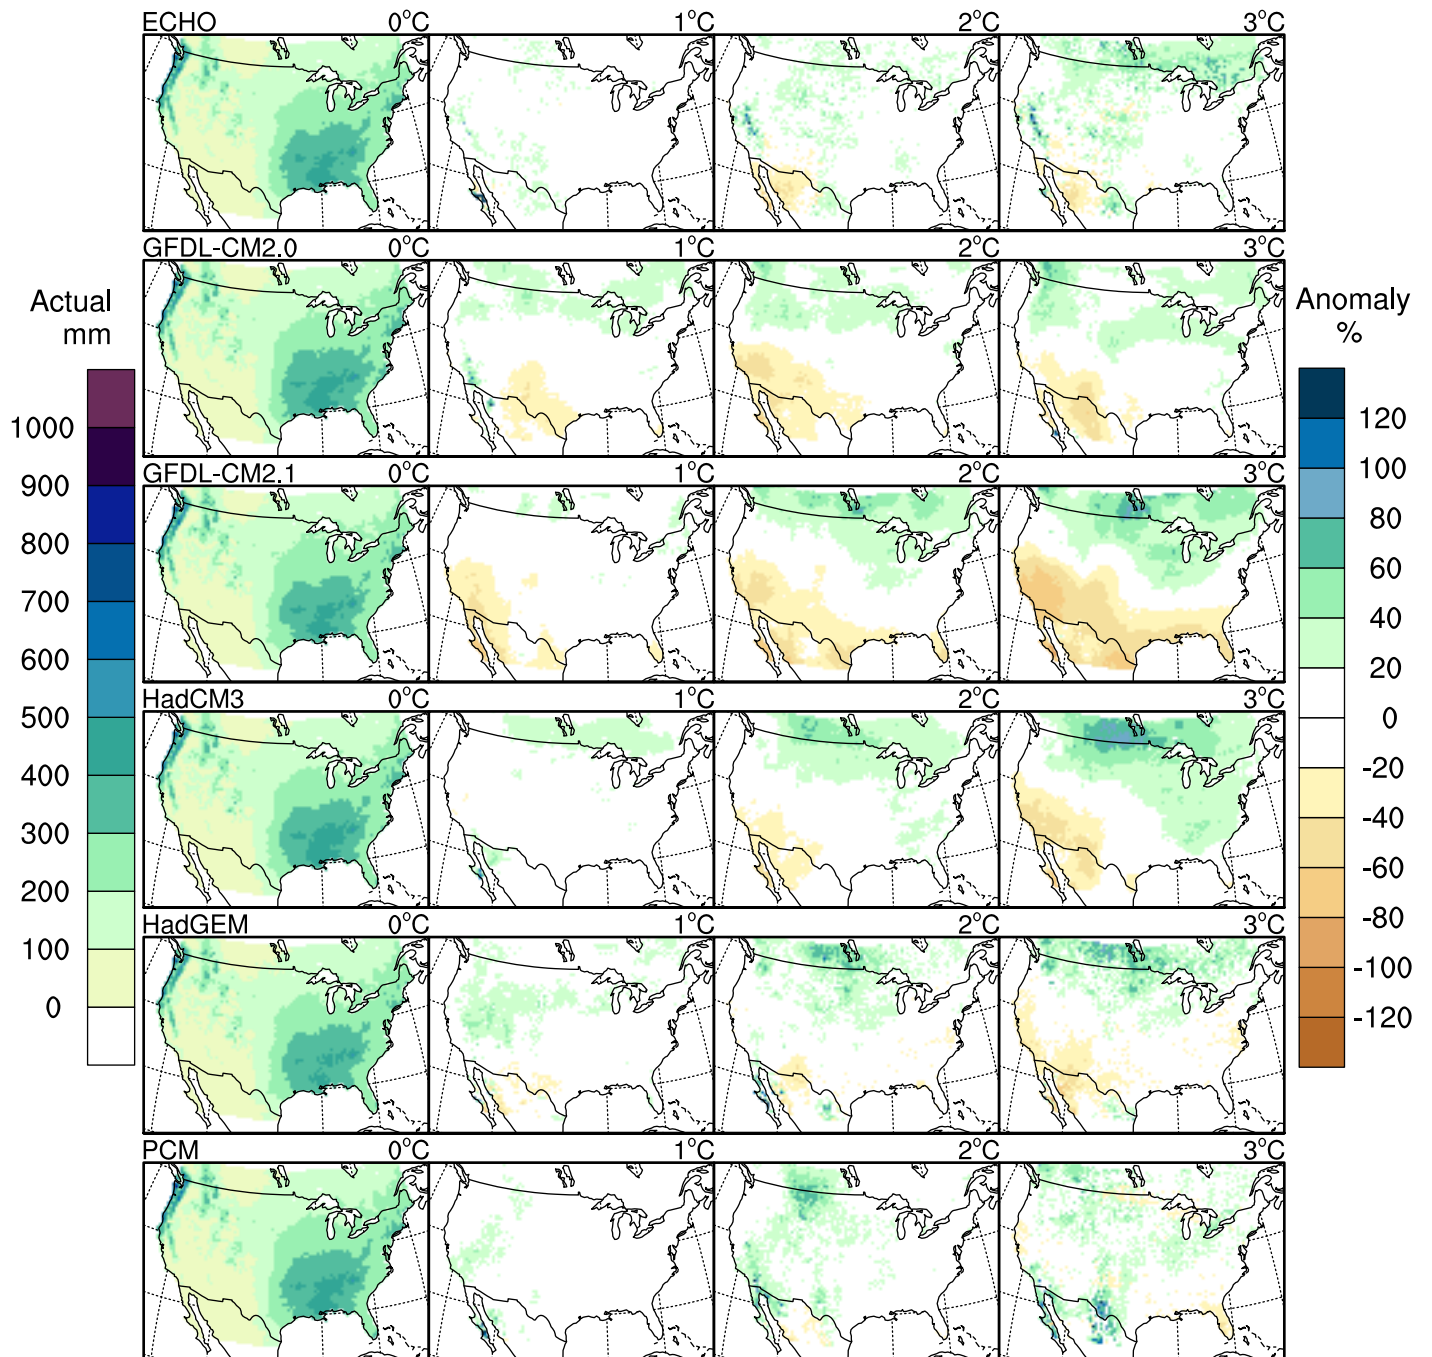 ECHO 0°C 1°C 2°C 3°C
GFDL-CM2.0 0°C 1°C 2°C 3°C
GFDL-CM2.1 0°C 1°C 2°C 3°C
HadCM3 0°C 1°C 2°C 3°C
HadGEM 0°C 1°C 2°C 3°C
PCM 0°C 1°C 2°C 3°C
Actual
mm
1000
900
800
700
600
500
400
300
200
100
0
Anomaly
%
120
100
80
60
40
20
0
-20
-40
-60
-80
-100
-120